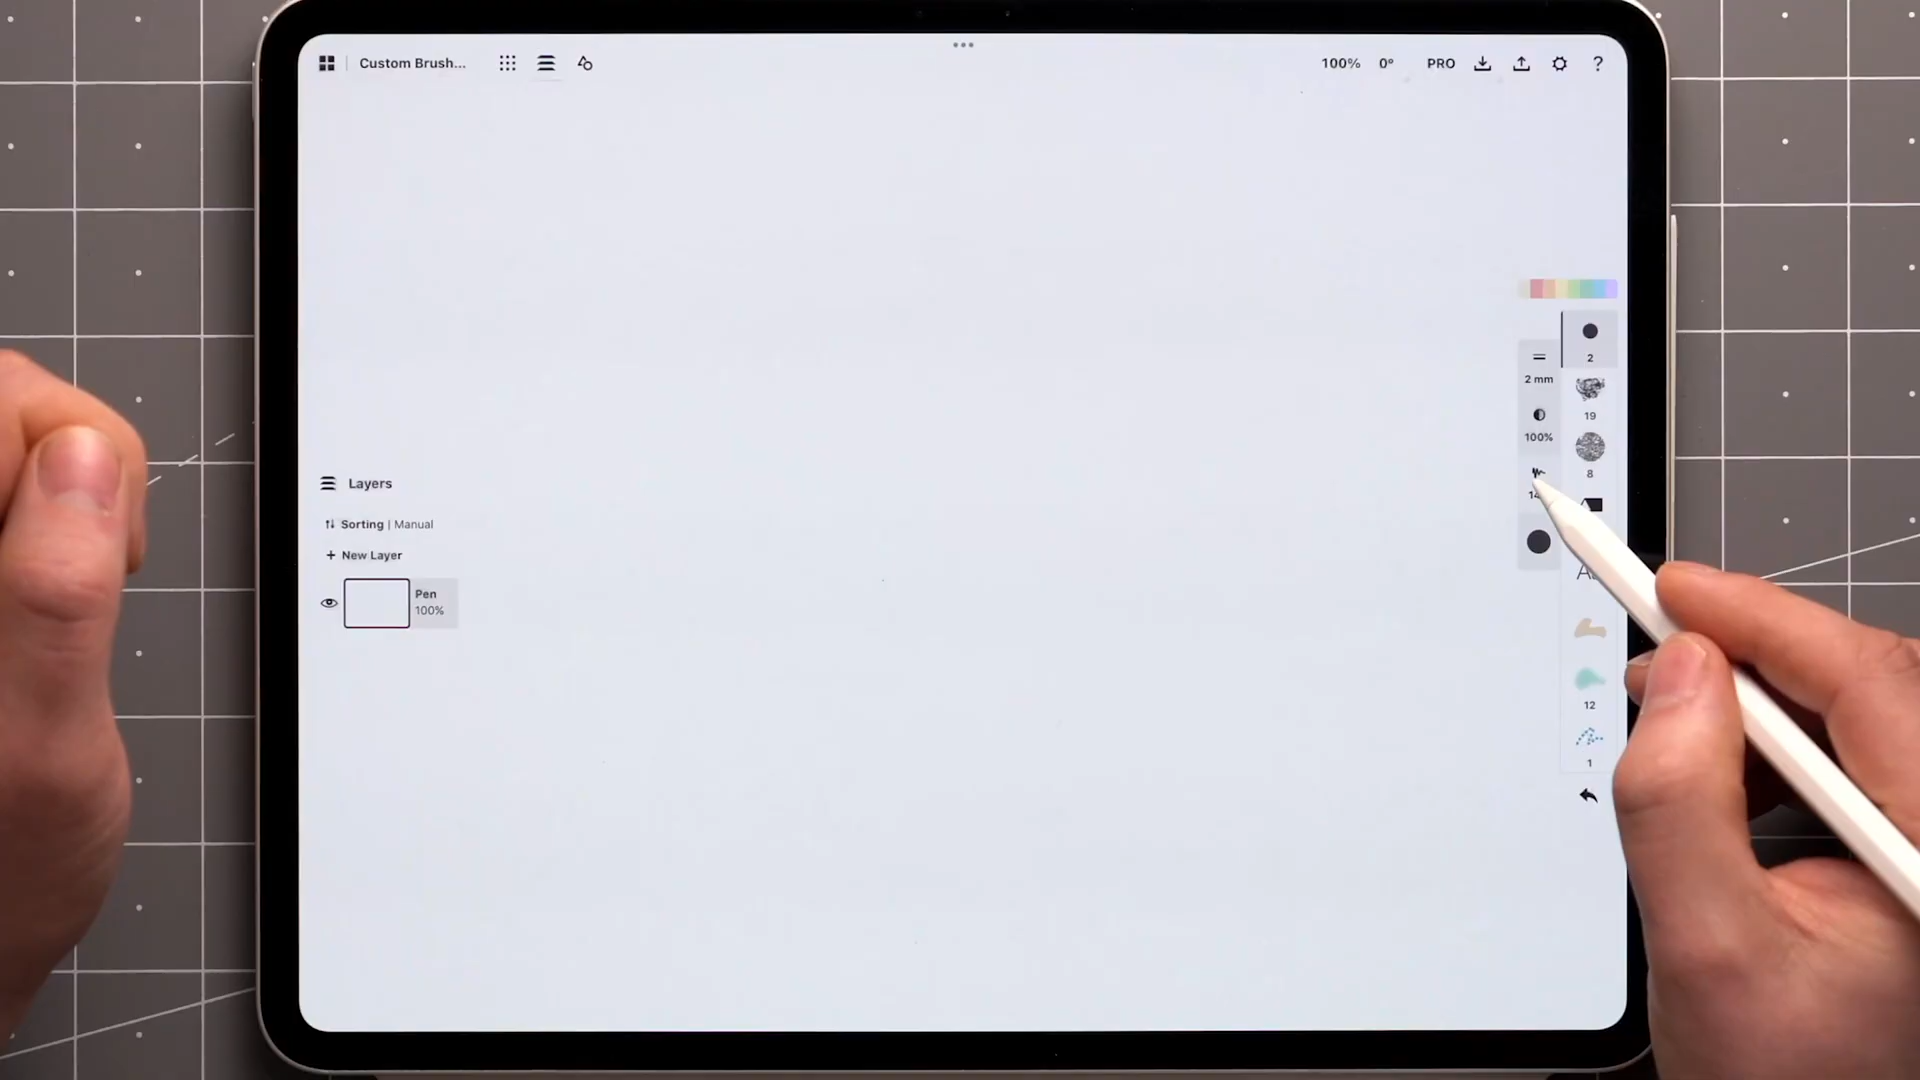 Custom Brush...
100% 0° PRO ?
2
2 mm
19
100%
8
Layers
Sorting | Manual
+ New Layer
Pen
100%
12
1